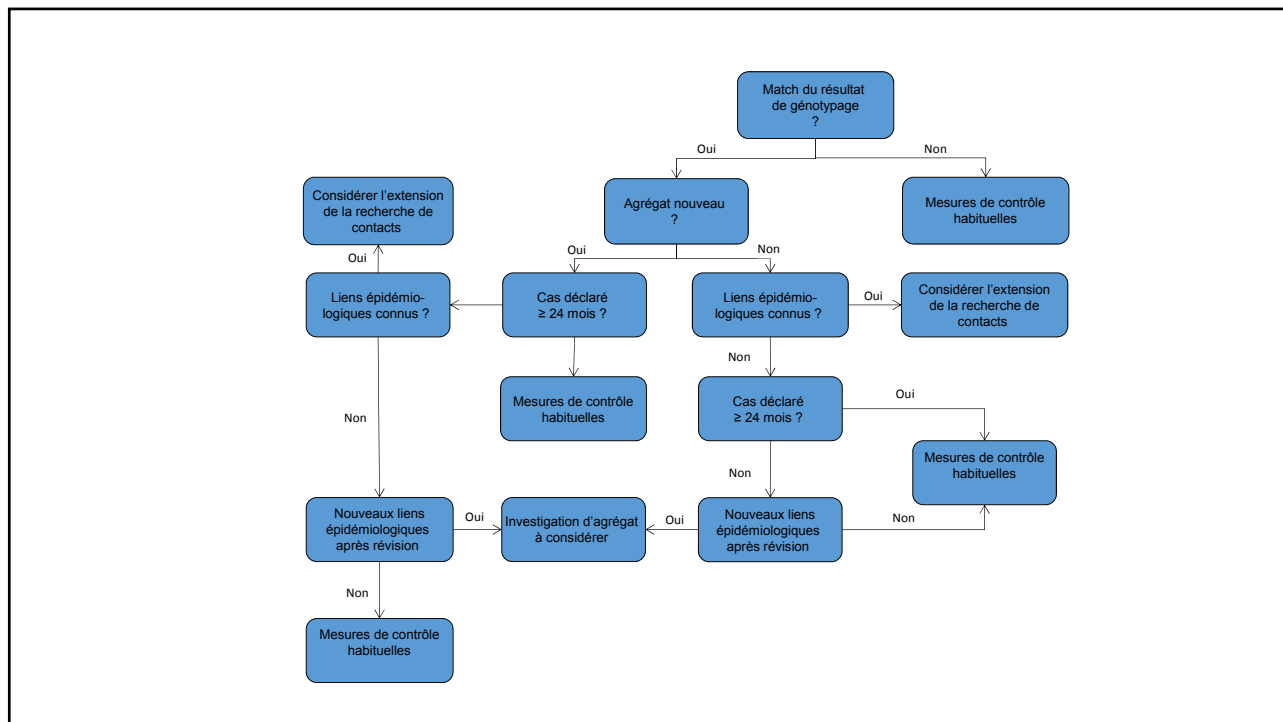 Match du résultat
de génotypage
?
Oui
Non
Considérer l'extension
de la recherche de
contacts
Agrégat nouveau
?
Mesures de contrôle
habituelles
Oui
Oui
Non
Liens épidémio-
logiques connus ?
Cas déclaré
≥ 24 mois ?
Liens épidémio-
logiques connus ?
Oui
Considérer l'extension
de la recherche de
contacts
Non
Mesures de contrôle
habituelles
Cas déclaré
≥ 24 mois ?
Oui
Non
Mesures de contrôle
habituelles
Non
Nouveaux liens
épidémiologiques
après révision
Oui
Investigation d'agrégat
à considérer
Oui
Nouveaux liens
épidémiologiques
après révision
Non
Non
Mesures de contrôle
habituelles